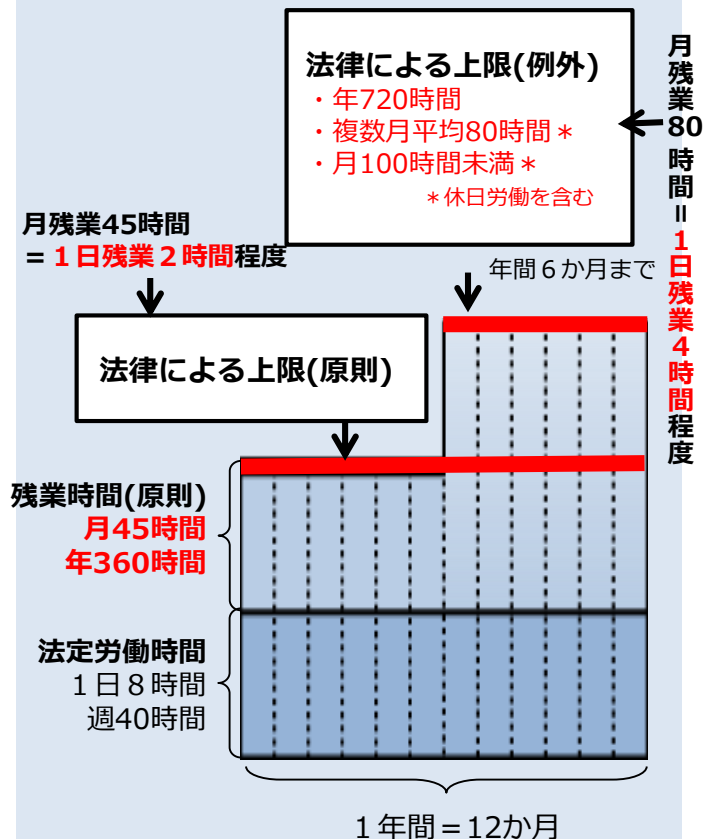 法律による上限(例外)
・年720時間
・複数月平均80時間＊
・月100時間未満＊
＊休日労働を含む
月残業80時間＝１日残業４時間程度
月残業45時間
=１日残業２時間程度
年間６か月まで
法律による上限(原則)
残業時間(原則)
月45時間
年360時間
法定労働時間
１日８時間
週40時間
１年間＝12か月